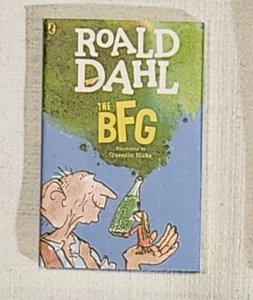 ROALD
DAHL
THE
BFG
Illustrated by
Quentin Blake